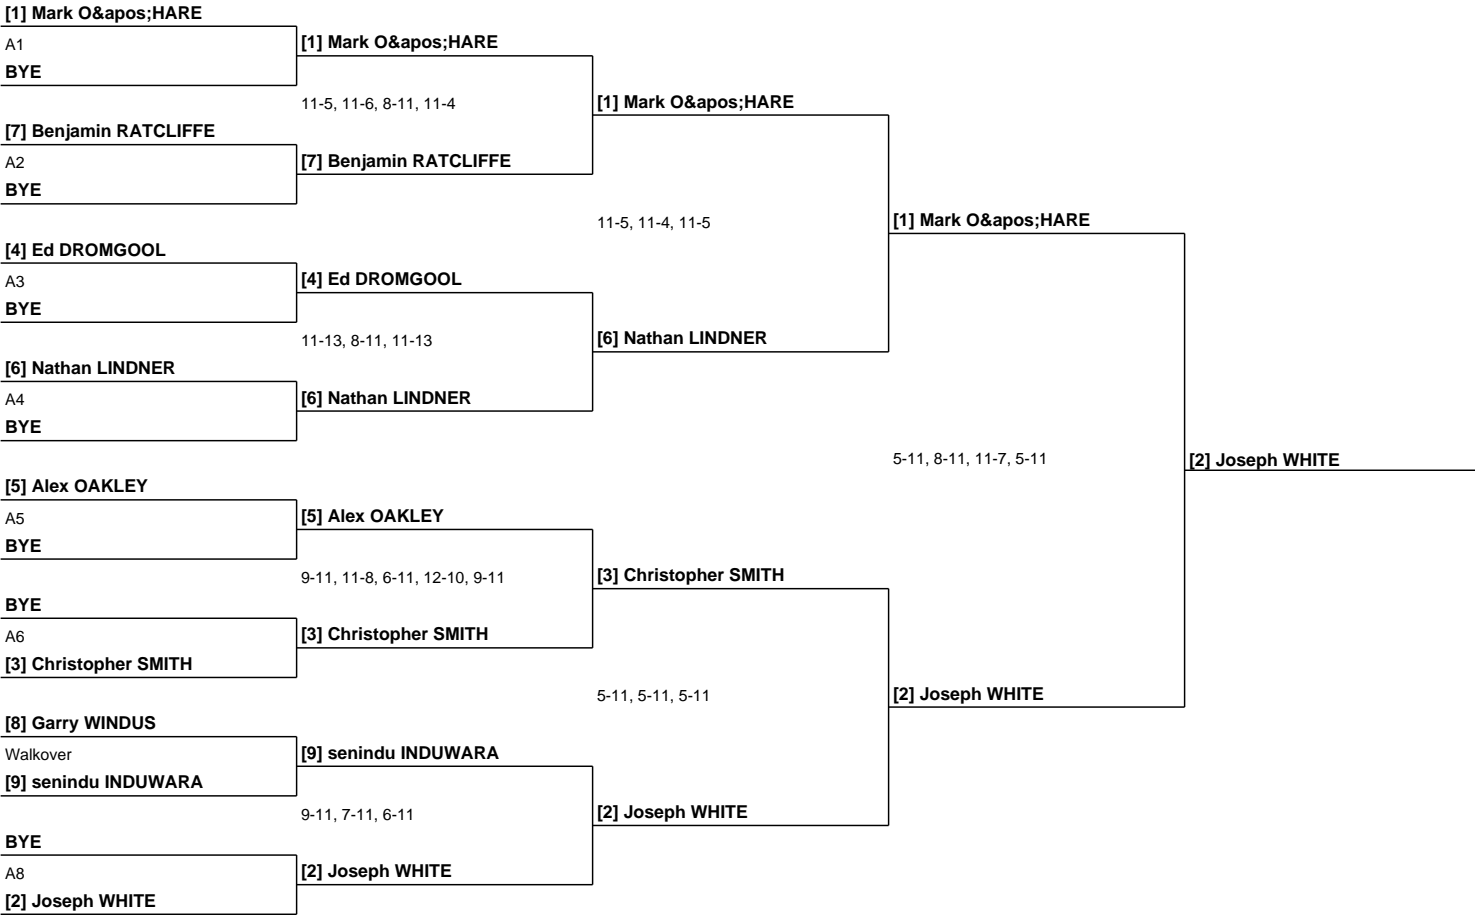 [1] Mark O&apos;HARE
A1
BYE
[7] Benjamin RATCLIFFE
A2
BYE
[4] Ed DROMGOOL
A3
BYE
[6] Nathan LINDNER
A4
BYE
[5] Alex OAKLEY
A5
BYE
BYE
A6
[3] Christopher SMITH
[8] Garry WINDUS
Walkover
[9] senindu INDUWARA
BYE
A8
[2] Joseph WHITE
[1] Mark O&apos;HARE
11-5, 11-6, 8-11, 11-4
[7] Benjamin RATCLIFFE
[4] Ed DROMGOOL
11-13, 8-11, 11-13
[6] Nathan LINDNER
[5] Alex OAKLEY
9-11, 11-8, 6-11, 12-10, 9-11
[3] Christopher SMITH
[9] senindu INDUWARA
9-11, 7-11, 6-11
[2] Joseph WHITE
[1] Mark O&apos;HARE
11-5, 11-4, 11-5
[6] Nathan LINDNER
[3] Christopher SMITH
5-11, 5-11, 5-11
[2] Joseph WHITE
[1] Mark O&apos;HARE
5-11, 8-11, 11-7, 5-11
[2] Joseph WHITE
[2] Joseph WHITE